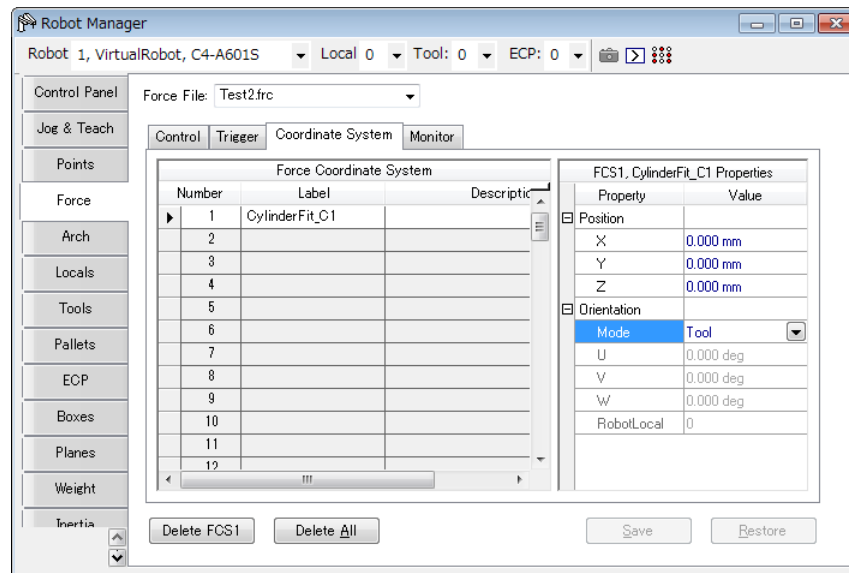 Robot Manager
Robot 1, VirtualRobot, C4-A601S Local 0 Tool: 0 ECP: 0
Control Panel
Jog & Teach
Points
Force
Arch
Locals
Tools
Pallets
ECP
Boxes
Planes
Weight
Inertia
Force File: Test2.frc
Control Trigger Coordinate System Monitor
Force Coordinate System
Number Label Descriptio
1 CylinderFit_C1
2
3
4
5
6
7
8
9
10
11
12
FCS1, CylinderFit_C1 Properties
Property Value
Position
X 0.000 mm
Y 0.000 mm
Z 0.000 mm
Orientation
Mode Tool
U 0.000 deg
V 0.000 deg
W 0.000 deg
RobotLocal 0
Delete FCS1 Delete All Save Restore